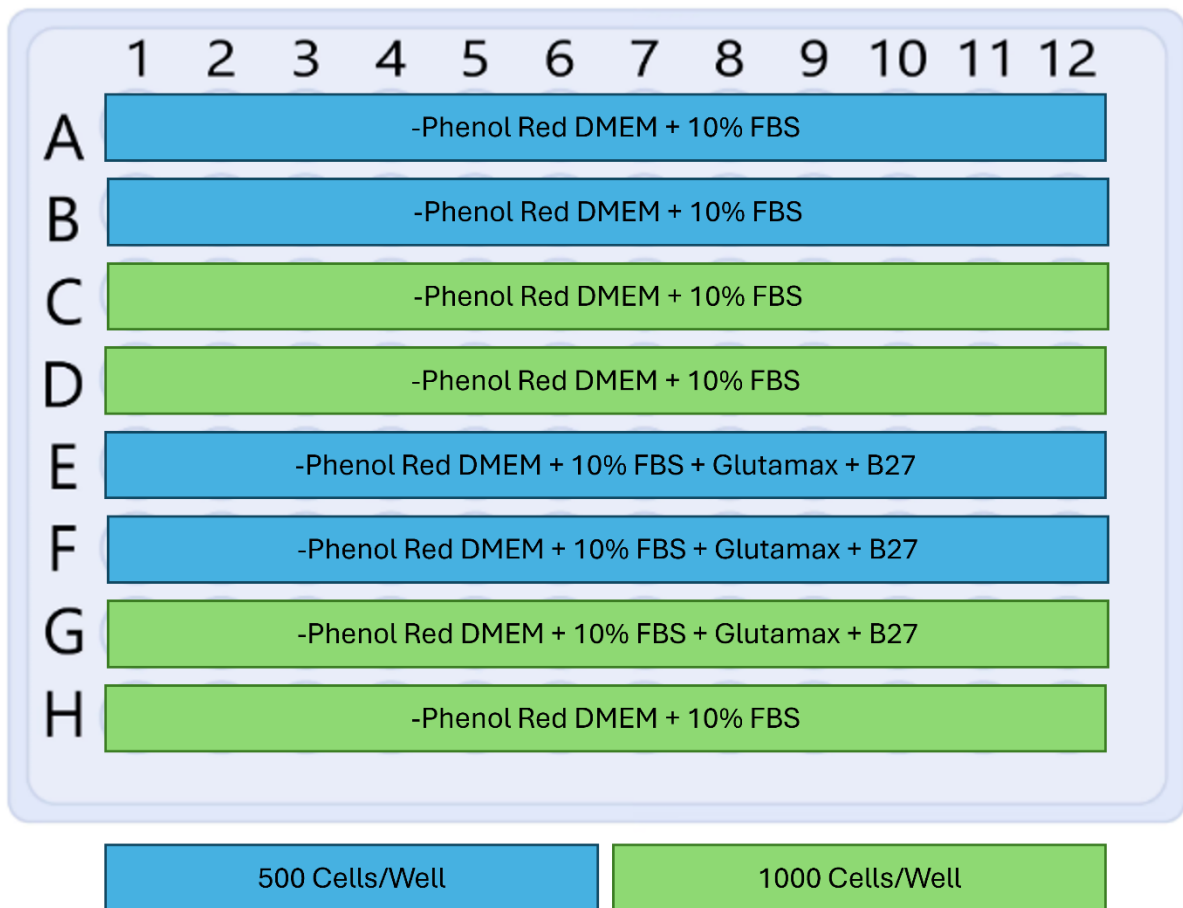 1 2 3 4 5 6 7 8 9 10 11 12
A -Phenol Red DMEM + 10% FBS
B -Phenol Red DMEM + 10% FBS
C -Phenol Red DMEM + 10% FBS
D -Phenol Red DMEM + 10% FBS
E -Phenol Red DMEM + 10% FBS + Glutamax + B27
F -Phenol Red DMEM + 10% FBS + Glutamax + B27
G -Phenol Red DMEM + 10% FBS + Glutamax + B27
H -Phenol Red DMEM + 10% FBS
500 Cells/Well 1000 Cells/Well